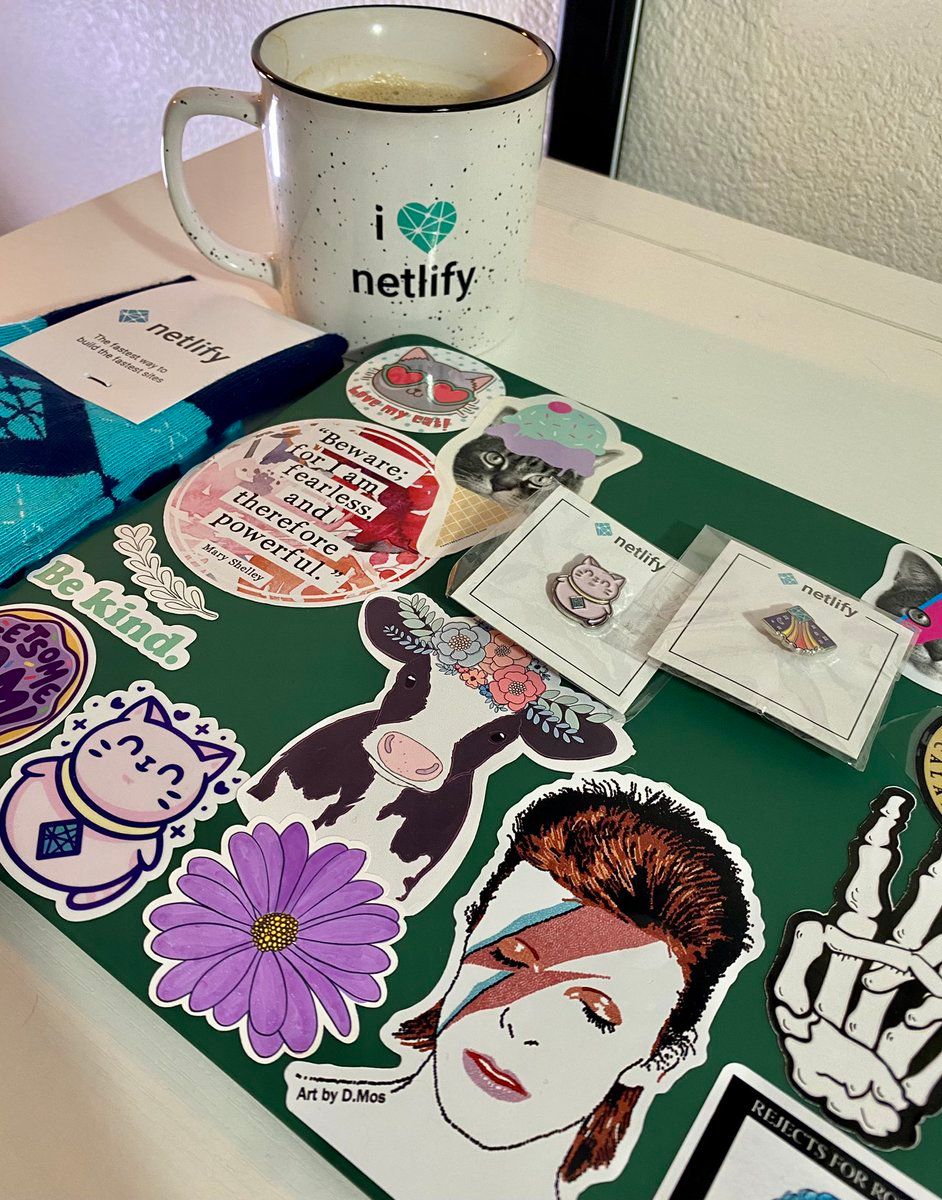 i
netlify
netlify
The fastest way to
build the fastest sites
Love my cat!
"Beware;
for I am
fearless,
and
therefore
powerful."
Mary Shelley
netlify
netlify
Be kind.
Art by D.Mos
REJECTS FOR